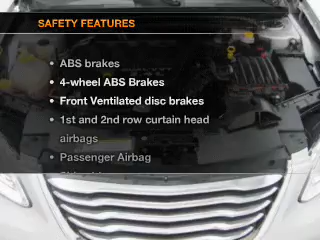 SAFETY FEATURES
• ABS brakes
• 4-wheel ABS Brakes
• Front Ventilated disc brakes
• 1st and 2nd row curtain head
airbags
• Passenger Airbag